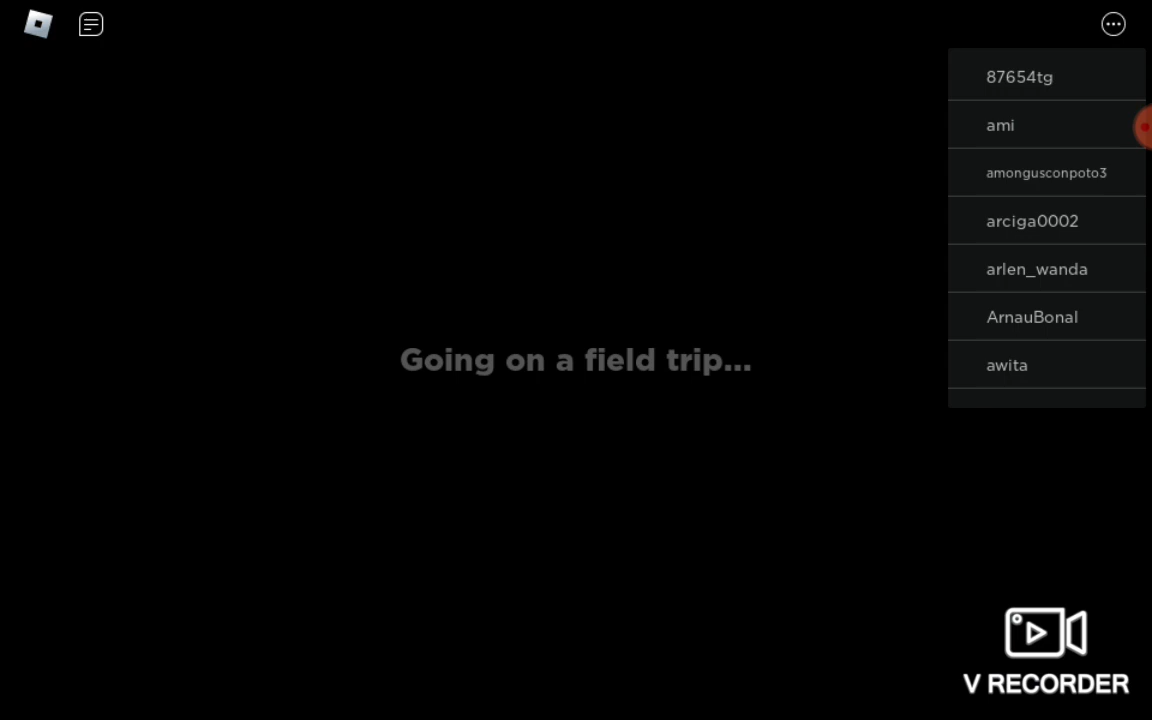 87654tg
ami
amongusconpoto3
arciga0002
arlen_wanda
ArnauBonal
awita
Going on a field trip...
V RECORDER